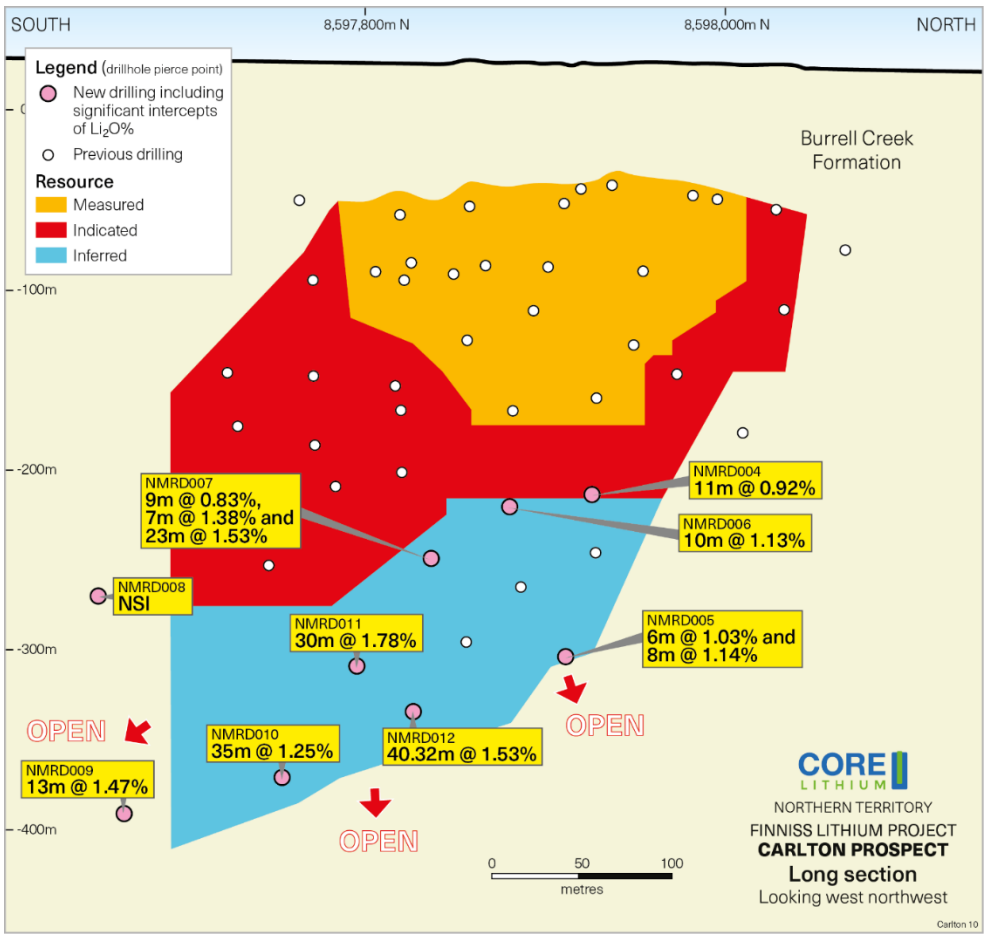 SOUTH
8,597,800m N
8,598,000m N
NORTH
Legend (drillhole pierce point)
New drilling including
significant intercepts
of Li₂O%
Previous drilling
Resource
Measured
Indicated
Inferred
Burrell Creek
Formation
-100m
-200m
-300m
-400m
NMRD007
9m @ 0.83%,
7m @ 1.38% and
23m @ 1.53%
NMRD004
11m @ 0.92%
NMRD006
10m @ 1.13%
NMRD008
NSI
NMRD011
30m @ 1.78%
NMRD005
6m @ 1.03% and
8m @ 1.14%
OPEN
OPEN
NMRD010
35m @ 1.25%
NMRD012
40.32m @ 1.53%
NMRD009
13m @ 1.47%
OPEN
0 50 100
metres
CORE
LITHIUM
NORTHERN TERRITORY
FINNISS LITHIUM PROJECT
CARLTON PROSPECT
Long section
Looking west northwest
Carlton 10